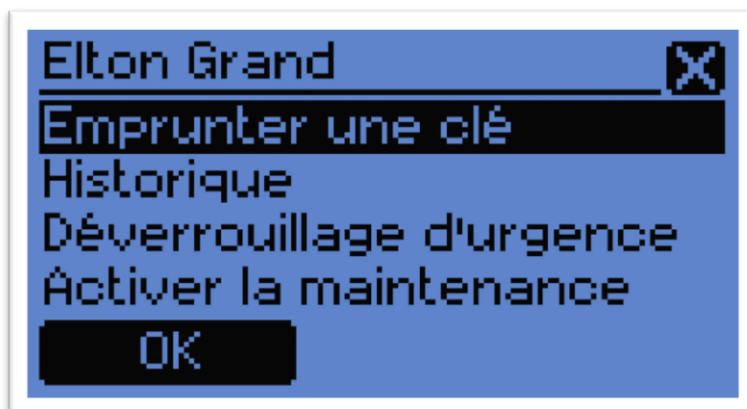 Elton Grand
Emprunter une clé
Historique
Déverrouillage d'urgence
Activer la maintenance
OK